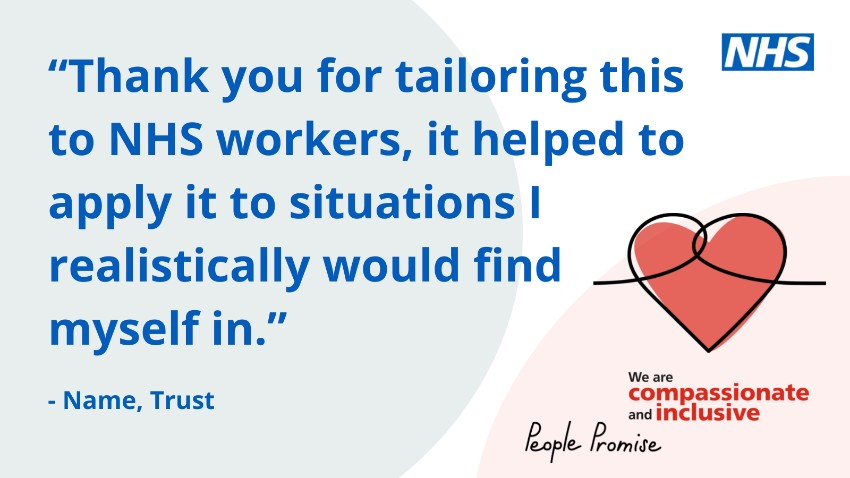 NHS
“Thank you for tailoring this
to NHS workers, it helped to
apply it to situations I
realistically would find
myself in.”
- Name, Trust
We are
compassionate
and inclusive
People Promise